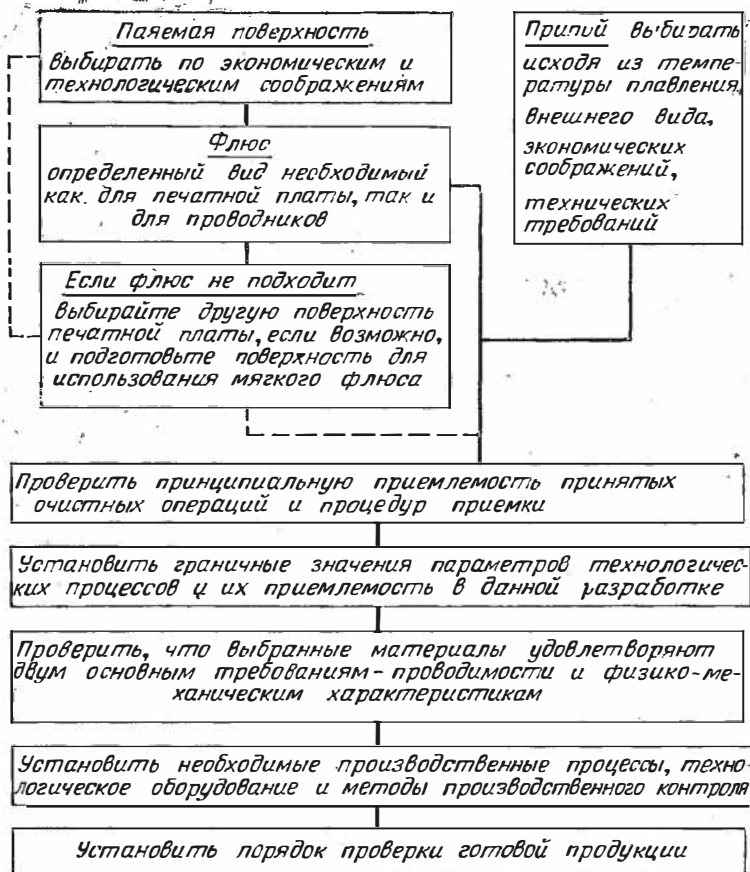 Паяемая поверхность
выбирать по экономическим и
технологическим соображениям
Флюс
определенный вид необходимый
как для печатной платы, так и
для проводников
Если флюс не подходит
выбирайте другую поверхность
печатной платы, если возможно,
и подготовьте поверхность для
использования мягкого флюса
Припой выбирать
исходя из темпе-
ратуры плавления,
внешнего вида,
экономических
соображений,
технических
требований
Проверить принципиальную приемлемость принятых
очистных операций и процедур приемки
Установить граничные значения параметров технологичес-
ких процессов и их приемлемость в данной разработке
Проверить, что выбранные материалы удовлетворяют
двум основным требованиям - проводимости и физико-ме-
ханическим характеристикам
Установить необходимые производственные процессы, техно-
логическое оборудование и методы производственного контроля
Установить порядок проверки готовой продукции